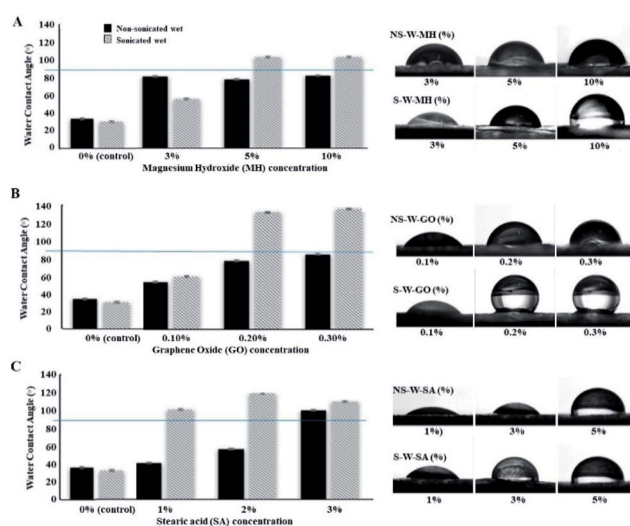 A
Water Contact Angle (°)
140
120
100
80
60
40
20
0
Non-sonicated wet
Sonicated wet
0% (control)
3%
5%
10%
Magnesium Hydroxide (MH) concentration
NS-W-MH (%)
3%
5%
10%
S-W-MH (%)
3%
5%
10%
B
Water Contact Angle (°)
140
120
100
80
60
40
20
0
0% (control)
0.10%
0.20%
0.30%
Graphene Oxide (GO) concentration
NS-W-GO (%)
0.1%
0.2%
0.3%
S-W-GO (%)
0.1%
0.2%
0.3%
C
Water Contact Angle (°)
140
120
100
80
60
40
20
0
0% (control)
1%
2%
3%
Stearic acid (SA) concentration
NS-W-SA (%)
1%)
3%
5%
S-W-SA (%)
1%
3%
5%